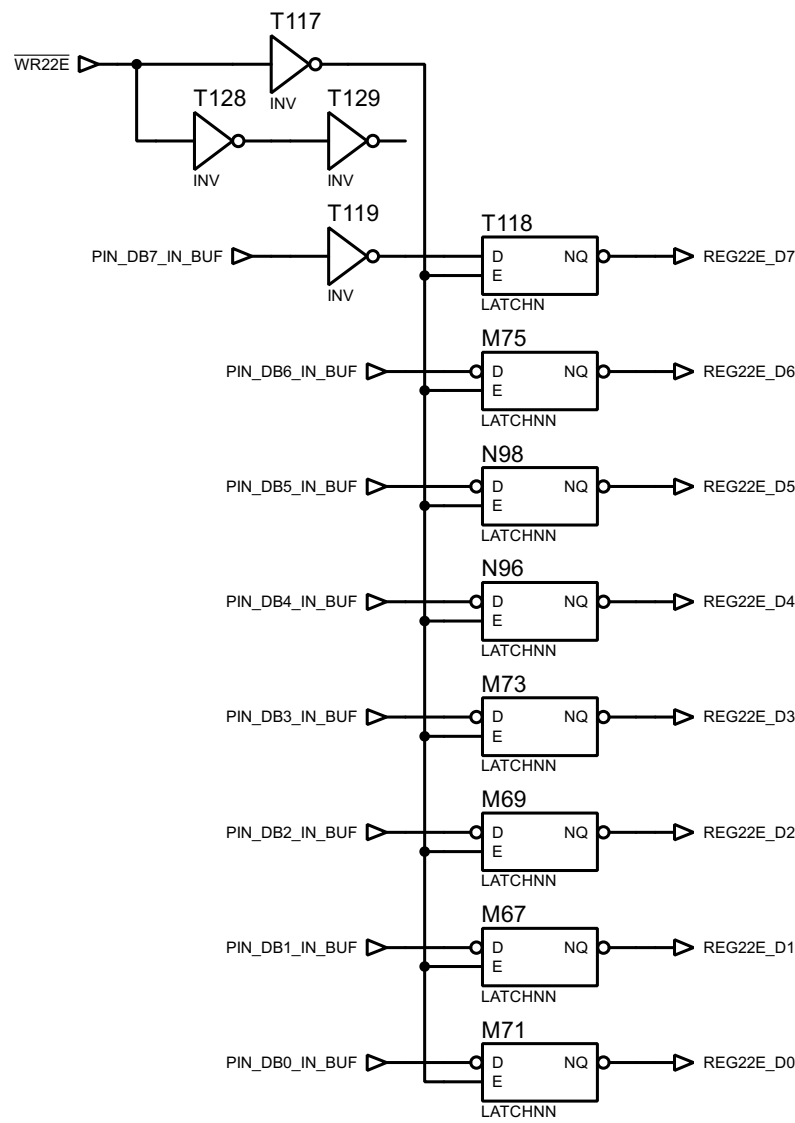 T117
WR22E
INV
T128
T129
INV
INV
T119
PIN_DB7_IN_BUF
INV
T118
D
NQ
E
REG22E_D7
LATCHN
M75
PIN_DB6_IN_BUF
D
NQ
E
REG22E_D6
LATCHNN
N98
PIN_DB5_IN_BUF
D
NQ
E
REG22E_D5
LATCHNN
N96
PIN_DB4_IN_BUF
D
NQ
E
REG22E_D4
LATCHNN
M73
PIN_DB3_IN_BUF
D
NQ
E
REG22E_D3
LATCHNN
M69
PIN_DB2_IN_BUF
D
NQ
E
REG22E_D2
LATCHNN
M67
PIN_DB1_IN_BUF
D
NQ
E
REG22E_D1
LATCHNN
M71
PIN_DB0_IN_BUF
D
NQ
E
REG22E_D0
LATCHNN